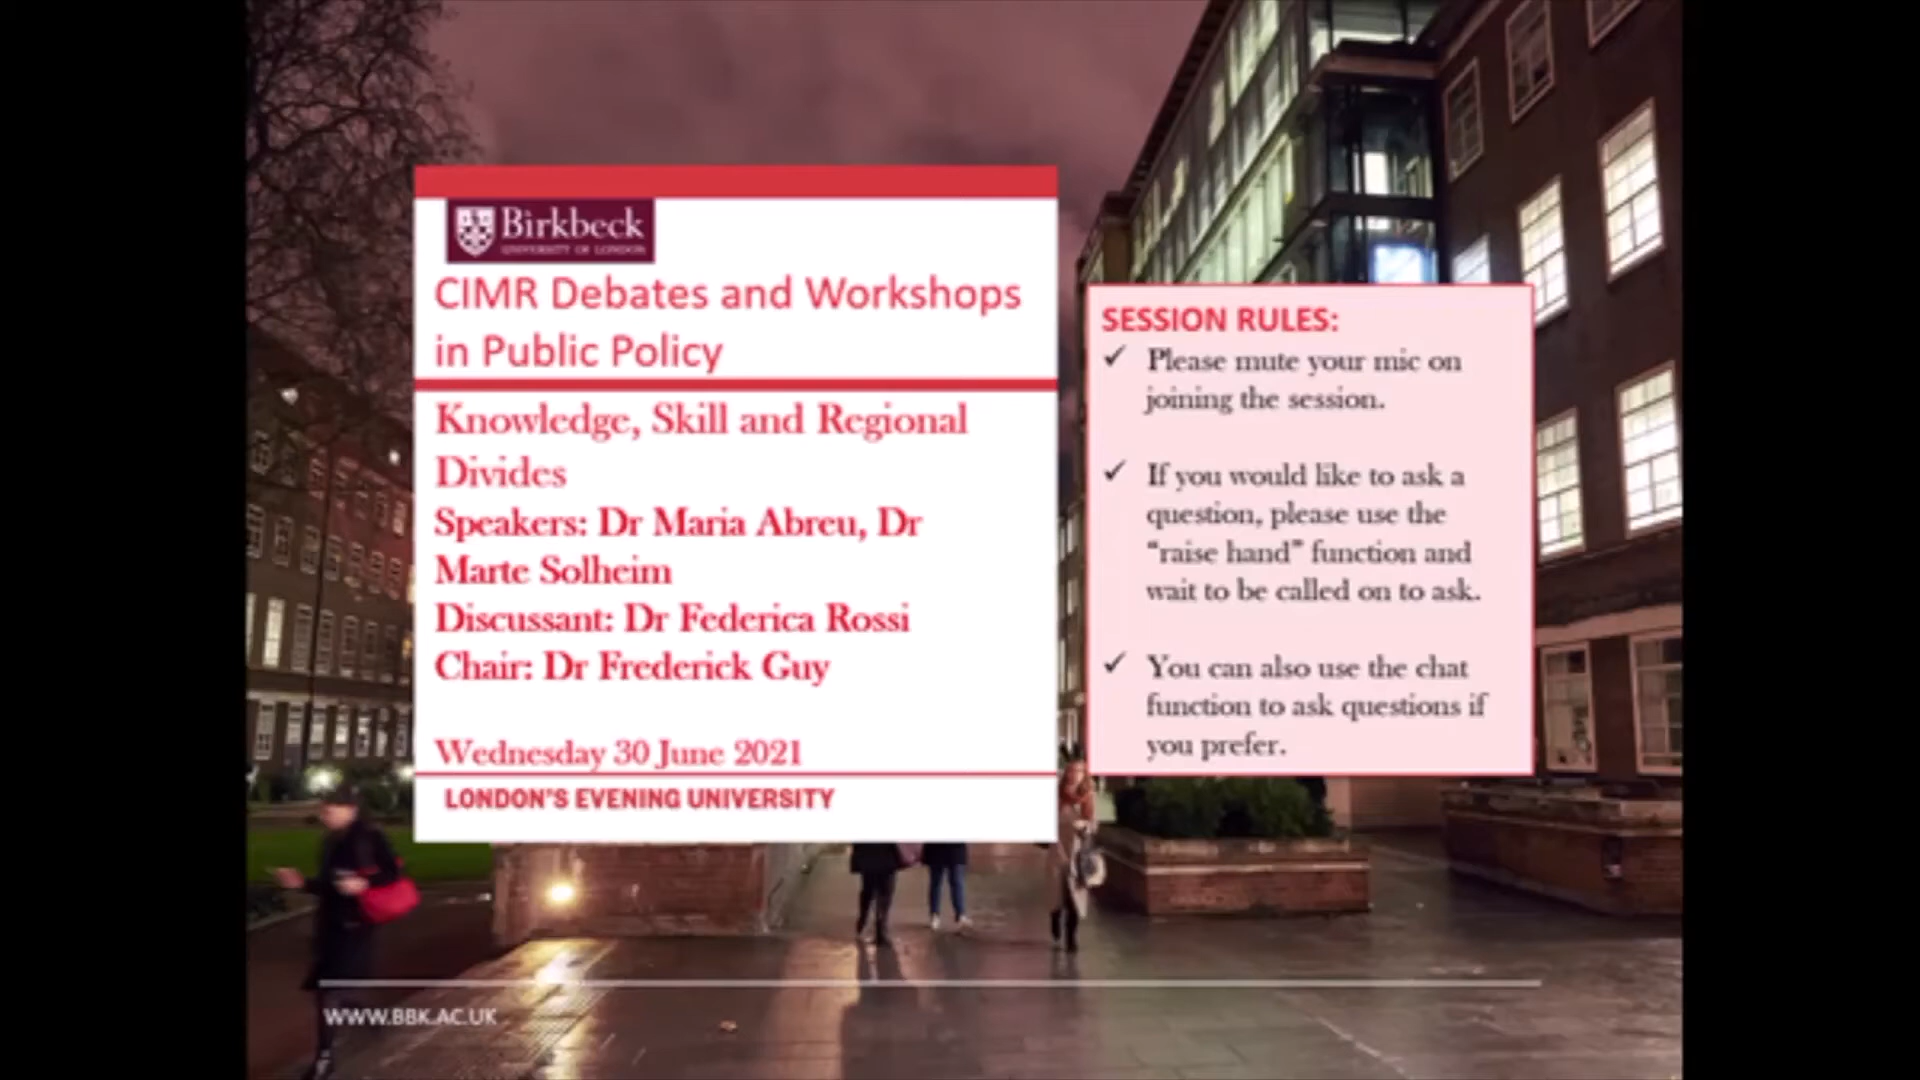 Birkbeck
UNIVERSITY OF LONDON
CIMR Debates and Workshops
in Public Policy
Knowledge, Skill and Regional
Divides
Speakers: Dr Maria Abreu, Dr
Marte Solheim
Discussant: Dr Federica Rossi
Chair: Dr Frederick Guy
Wednesday 30 June 2021
LONDON'S EVENING UNIVERSITY
SESSION RULES:
✓ Please mute your mic on
joining the session.
✓ If you would like to ask a
question, please use the
“raise hand” function and
wait to be called on to ask.
✓ You can also use the chat
function to ask questions if
you prefer.
WWW.BBK.AC.UK